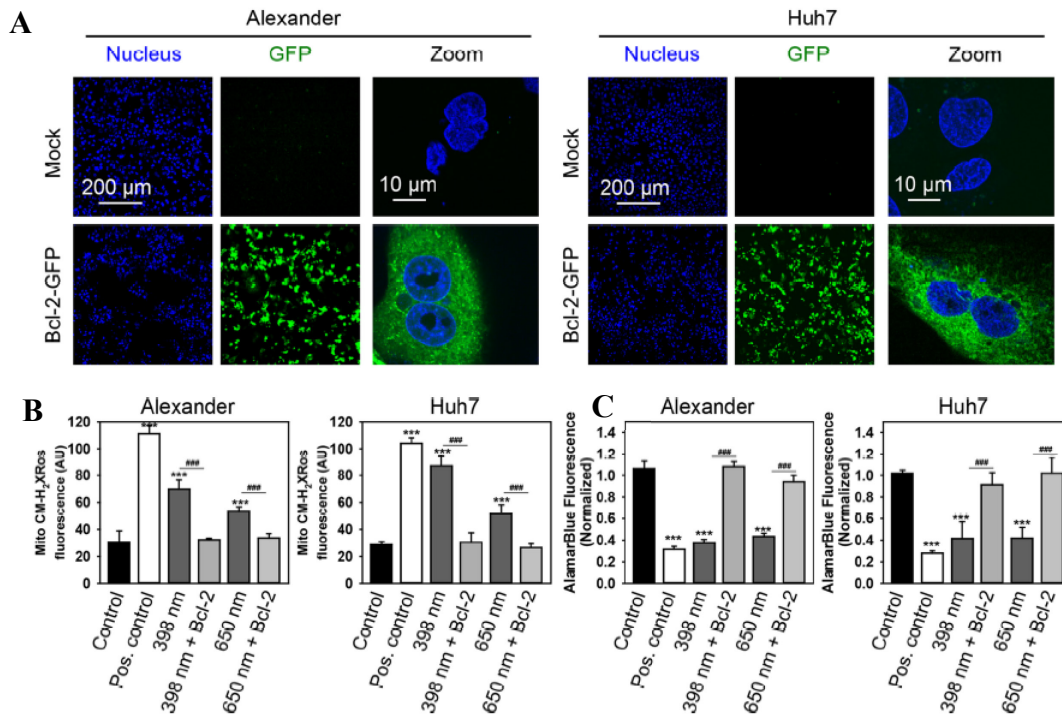 A
Alexander
Huh7
Nucleus GFP Zoom
Nucleus GFP Zoom
Mock
200 µm
10 µm
200 µm
10 µm
Bcl-2-GFP
B
Alexander
Mito CM-H₂XRos
fluorescence (AU)
120
100
80
60
40
20
0
***
***
###
***
###
Control
Pos. control
398 nm
398 nm + Bcl-2
650 nm
650 nm + Bcl-2
Huh7
Mito CM-H₂XRos
fluorescence (AU)
120
100
80
60
40
20
0
***
***
###
***
###
Control
Pos. control
398 nm
398 nm + Bcl-2
650 nm
650 nm + Bcl-2
C
Alexander
AlamarBlue Fluorescence
(Normalized)
1.4
1.2
1.0
0.8
0.6
0.4
0.2
0.0
***
***
###
***
###
Control
Pos. control
398 nm
398 nm + Bcl-2
650 nm
650 nm + Bcl-2
Huh7
AlamarBlue Fluorescence
(Normalized)
1.4
1.2
1.0
0.8
0.6
0.4
0.2
0.0
***
***
###
***
###
Control
Pos. control
398 nm
398 nm + Bcl-2
650 nm
650 nm + Bcl-2